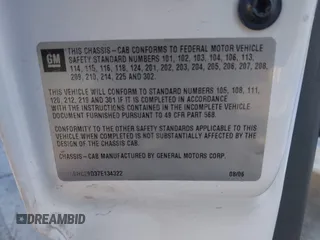 GM
THIS CHASSIS-CAB CONFORMS TO FEDERAL MOTOR VEHICLE
SAFETY STANDARD NUMBERS 101, 102, 103, 104, 106, 113,
114, 115, 116, 118, 124, 201, 202, 203, 204, 205, 206, 207, 208,
209, 210, 214, 225 AND 302.
THIS VEHICLE WILL CONFORM TO STANDARD NUMBERS 105, 108, 111,
120, 212, 219 AND 301 IF IT IS COMPLETED IN ACCORDANCE
WITH THE INSTRUCTIONS CONTAINED IN THE INCOMPLETE VEHICLE
DOCUMENT FURNISHED PURSUANT TO 49 CFR PART 568.
CONFORMITY TO THE OTHER SAFETY STANDARDS APPLICABLE TO THIS
VEHICLE WHEN COMPLETED IS NOT SUBSTANTIALLY AFFECTED BY THE
DESIGN OF THE CHASSIS CAB.
CHASSIS-CAB MANUFACTURED BY GENERAL MOTORS CORP.
DREAMBID